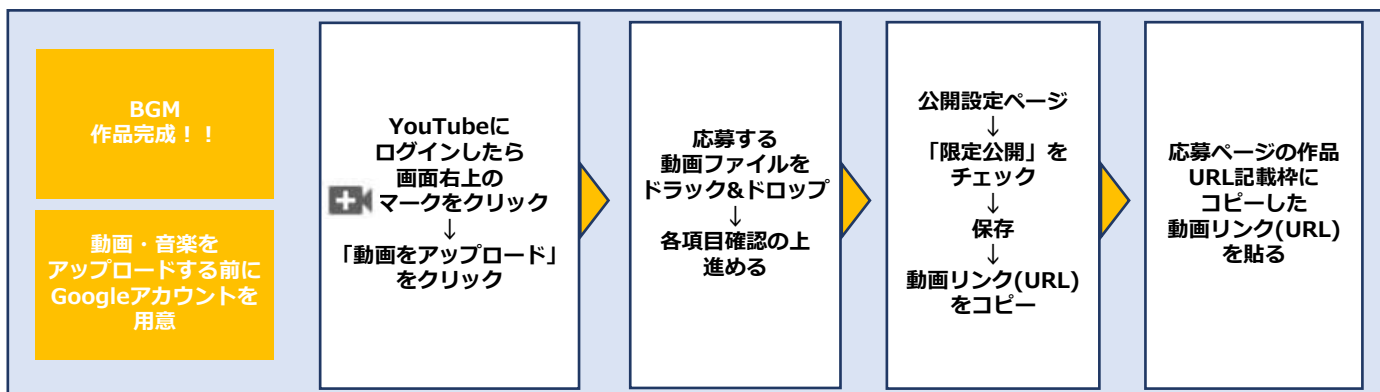 BGM
作品完成！！
動画・音楽を
アップロードする前に
Googleアカウントを
用意
YouTubeに
ログインしたら
画面右上の
マークをクリック
↓
「動画をアップロード」
をクリック
応募する
動画ファイルを
ドラック&ドロップ
↓
各項目確認の上
進める
公開設定ページ
↓
「限定公開」を
チェック
↓
保存
↓
動画リンク(URL)
をコピー
応募ページの作品
URL記載枠に
コピーした
動画リンク(URL)
を貼る